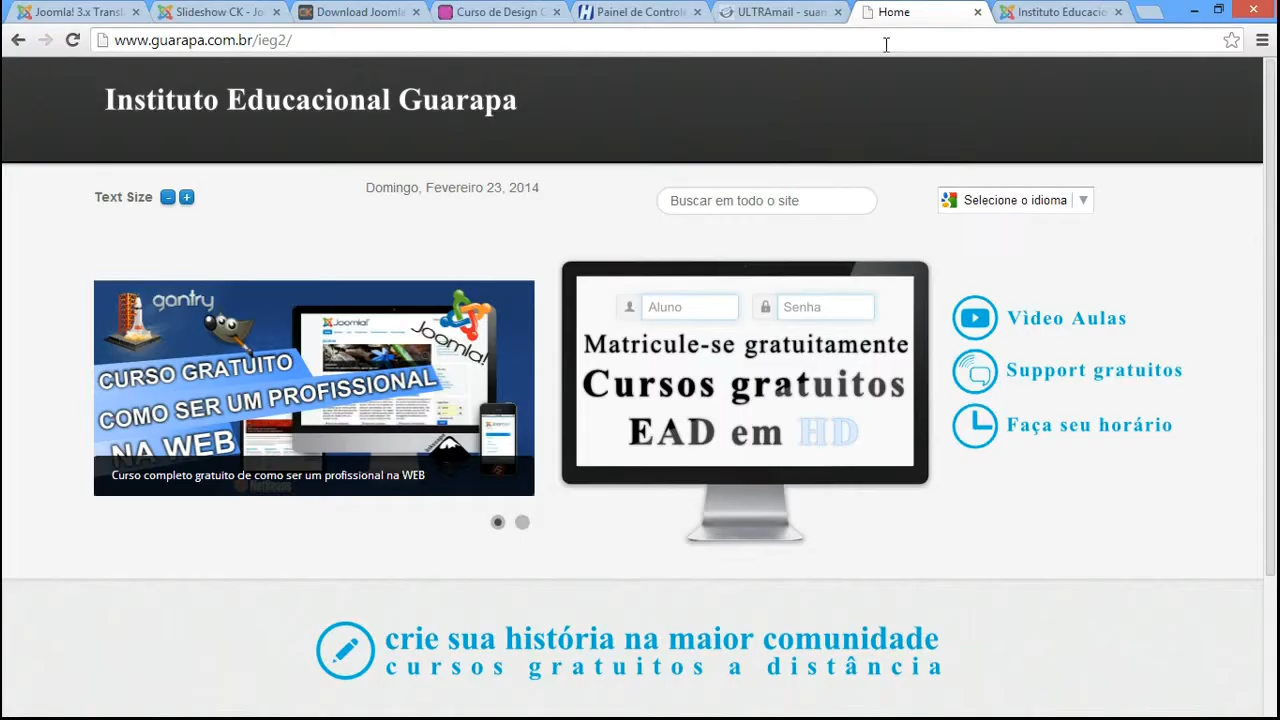 Joomla! 3.x Transl
Slideshow CK - Jo
Download Joomla
Curso de Design G
Painel de Control
ULTRAmail - suan
Home
Instituto Educacio
www.guarapa.com.br/ieg2/
Instituto Educacional Guarapa
Text Size - +
Domingo, Fevereiro 23, 2014
Buscar em todo o site
Selecione o idioma
gantry
Joomla!
Joomla!
CURSO GRATUITO
COMO SER UM PROFISSIONAL
NA WEB
Curso completo gratuito de como ser um profissional na WEB
Aluno
Senha
Matricule-se gratuitamente
Cursos gratuitos
EAD em HD
Vìdeo Aulas
Support gratuitos
Faça seu horário
crie sua história na maior comunidade
cursos gratuitos a distância